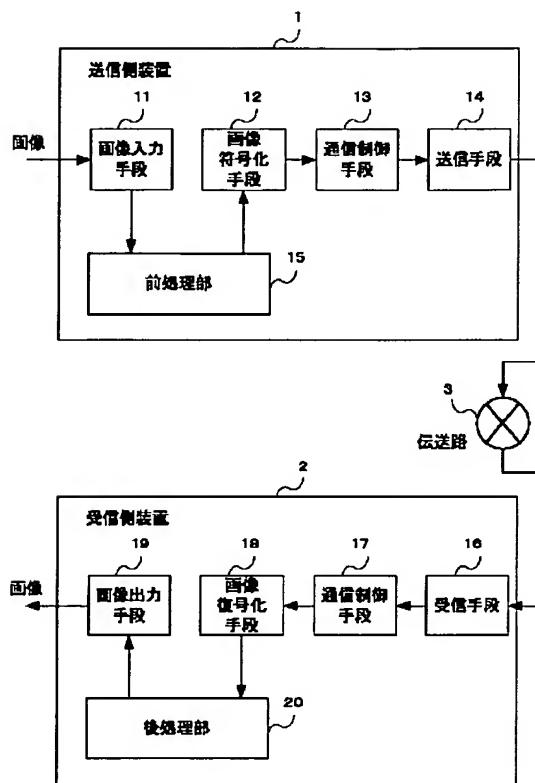 1
送信側装置
11
12
13
14
画像
画像入力
手段
画像
符号化
手段
通信制御
手段
送信手段
15
前処理部
3
伝送路
2
受信側装置
19
18
17
16
画像
画像出力
手段
画像
復号化
手段
通信制御
手段
受信手段
20
後処理部